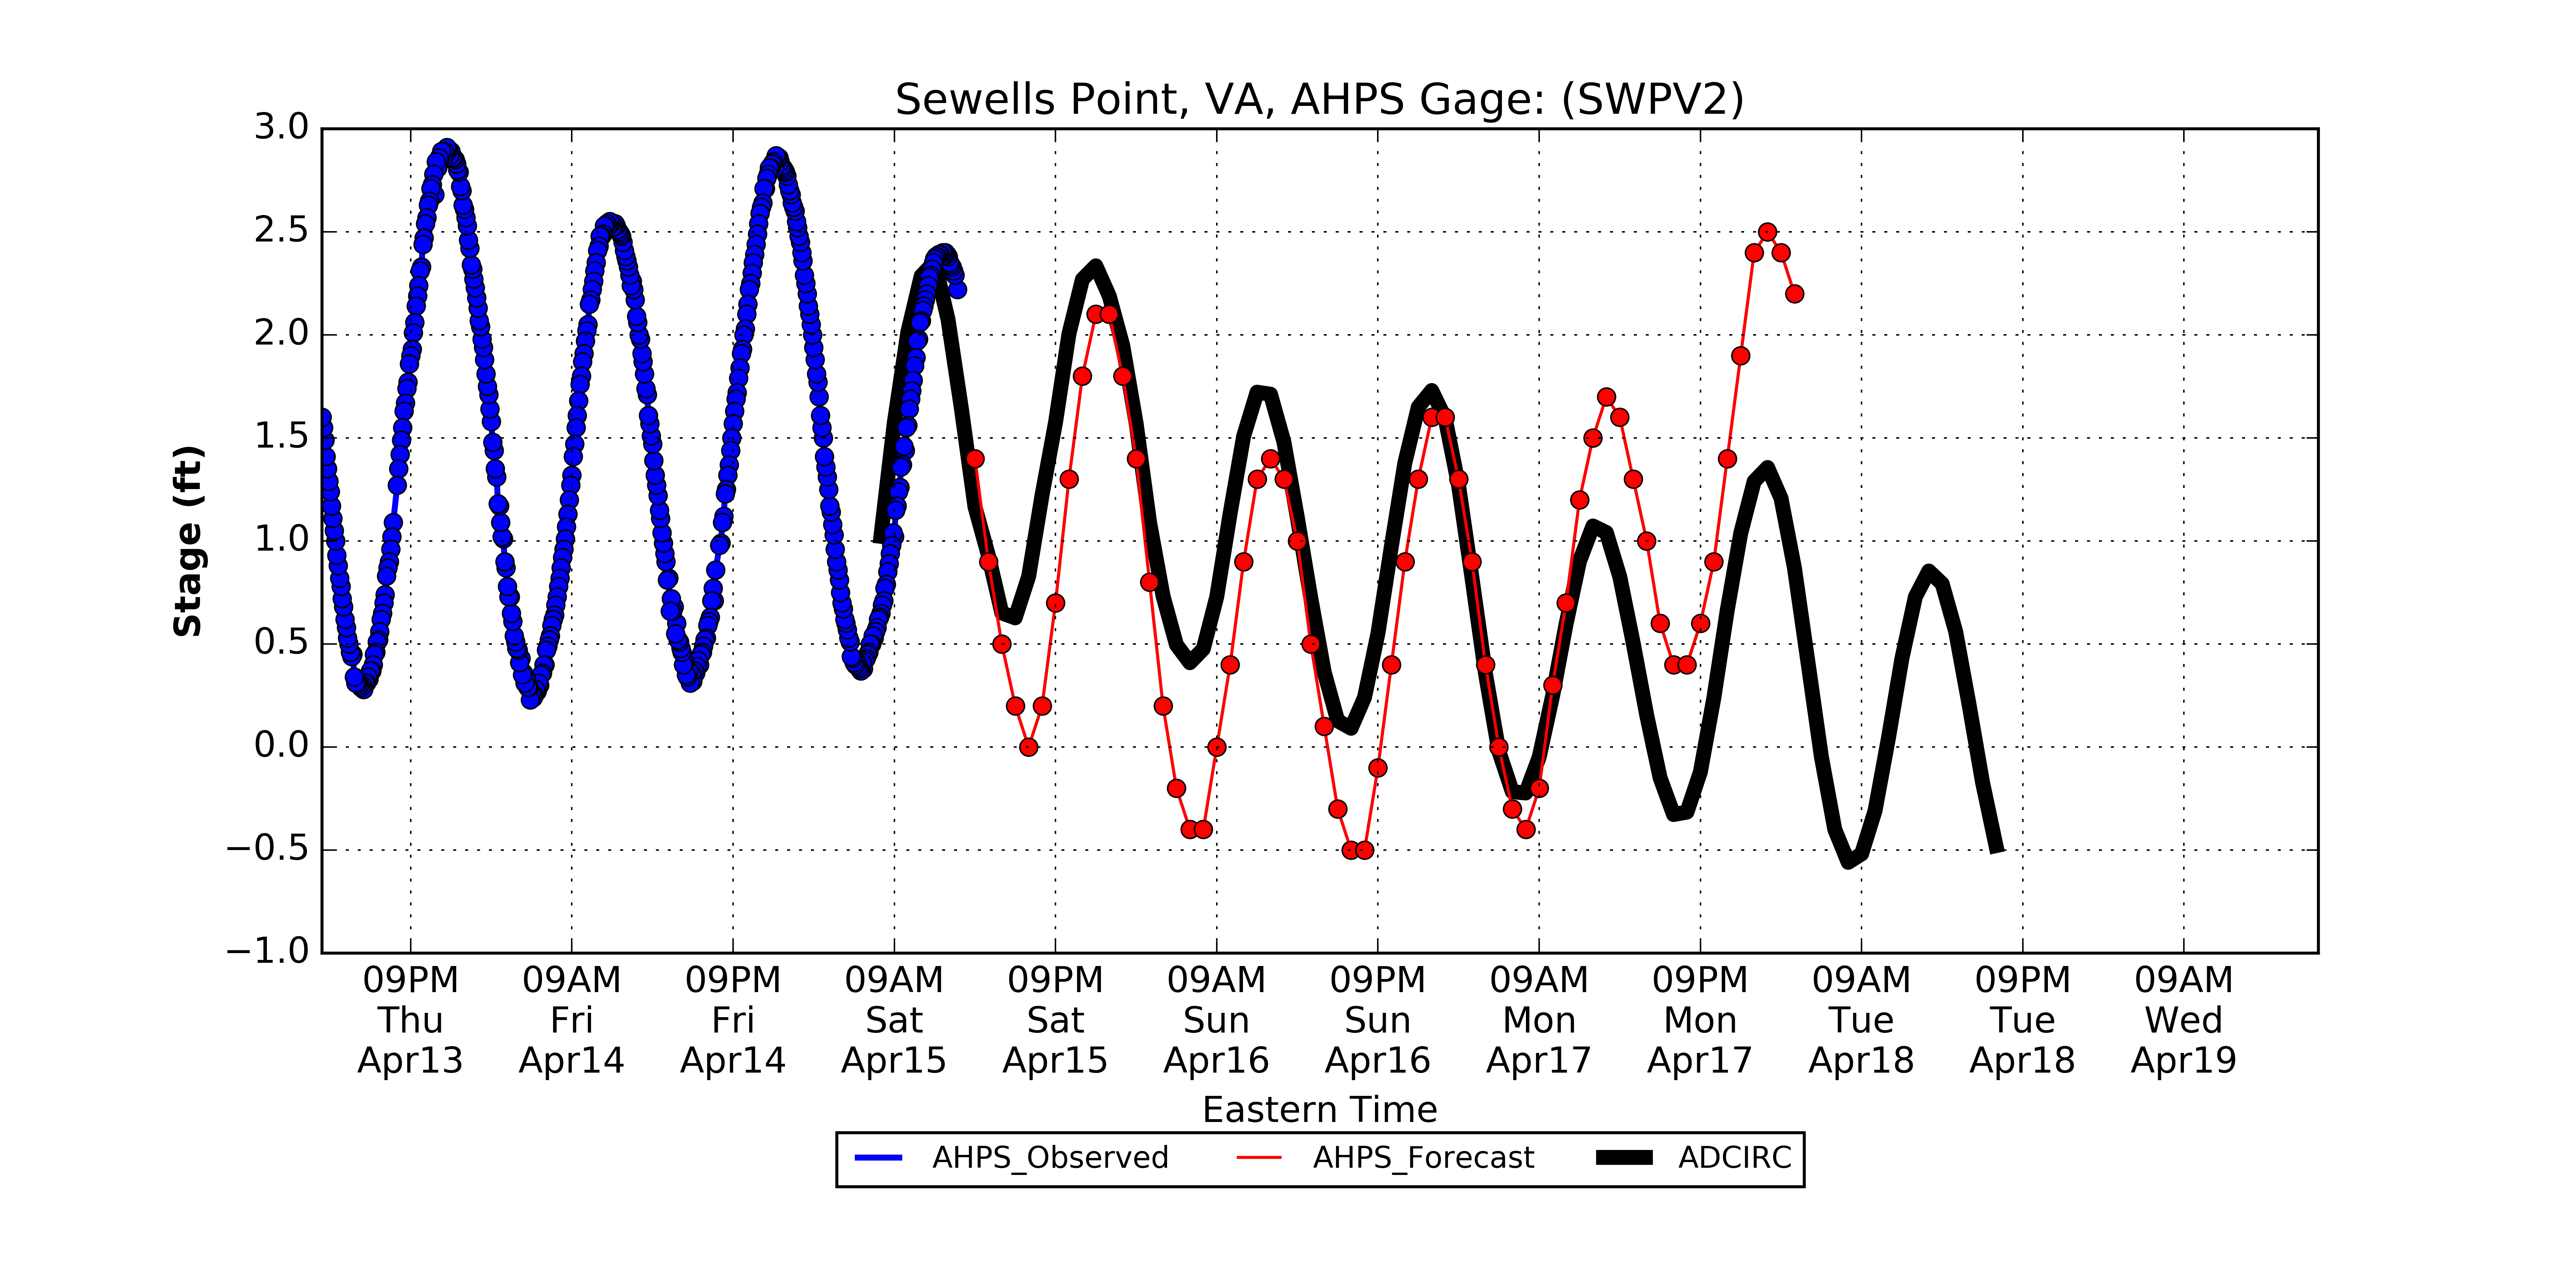 Sewells Point, VA, AHPS Gage: (SWPV2)
3.0
2.5
2.0
1.5
1.0
0.5
0.0
−0.5
−1.0
Stage (ft)
09PM 09AM 09PM 09AM 09PM 09AM 09PM 09AM 09PM 09AM 09PM 09AM
Thu Fri Fri Sat Sat Sun Sun Mon Mon Tue Tue Wed
Apr13 Apr14 Apr14 Apr15 Apr15 Apr16 Apr16 Apr17 Apr17 Apr18 Apr18 Apr19
Eastern Time
AHPS_Observed AHPS_Forecast ADCIRC